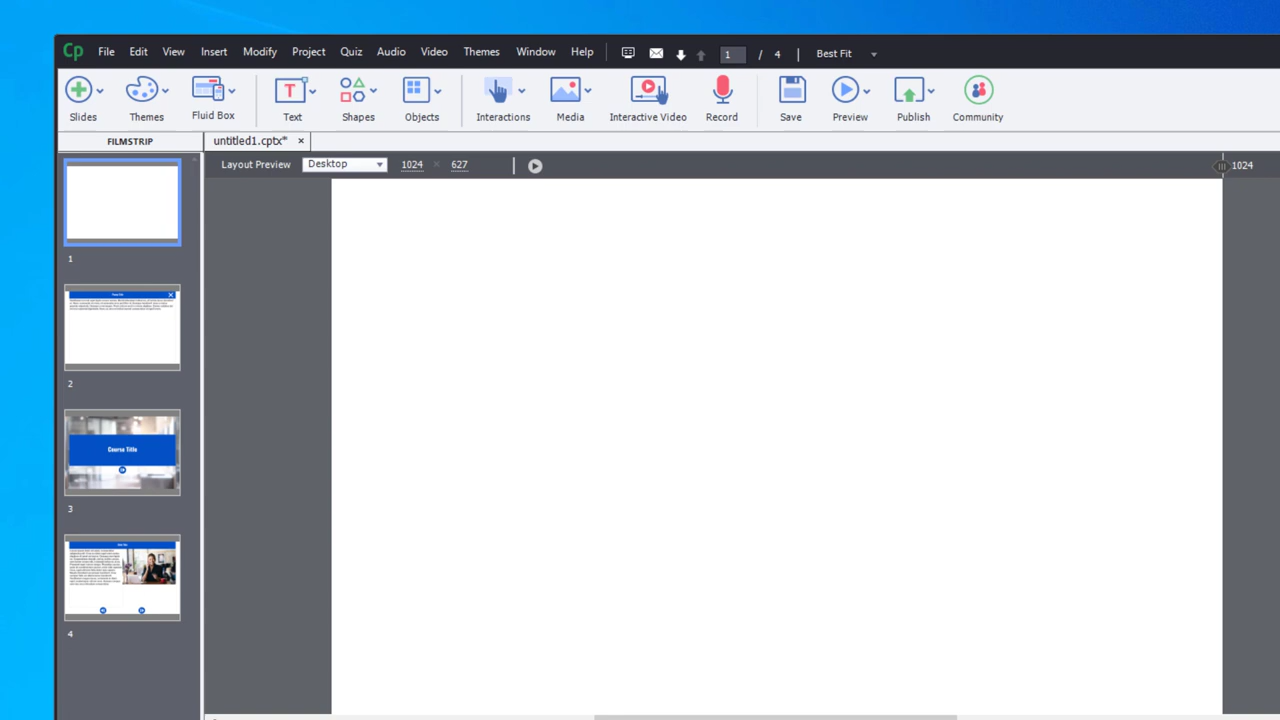 Cp File Edit View Insert Modify Project Quiz Audio Video Themes Window Help 1 / 4 Best Fit
Slides Themes Fluid Box Text Shapes Objects Interactions Media Interactive Video Record Save Preview Publish Community
FILMSTRIP untitled1.cptx* ×
Layout Preview Desktop 1024 × 627 1024
1
2
Course Title
3
4